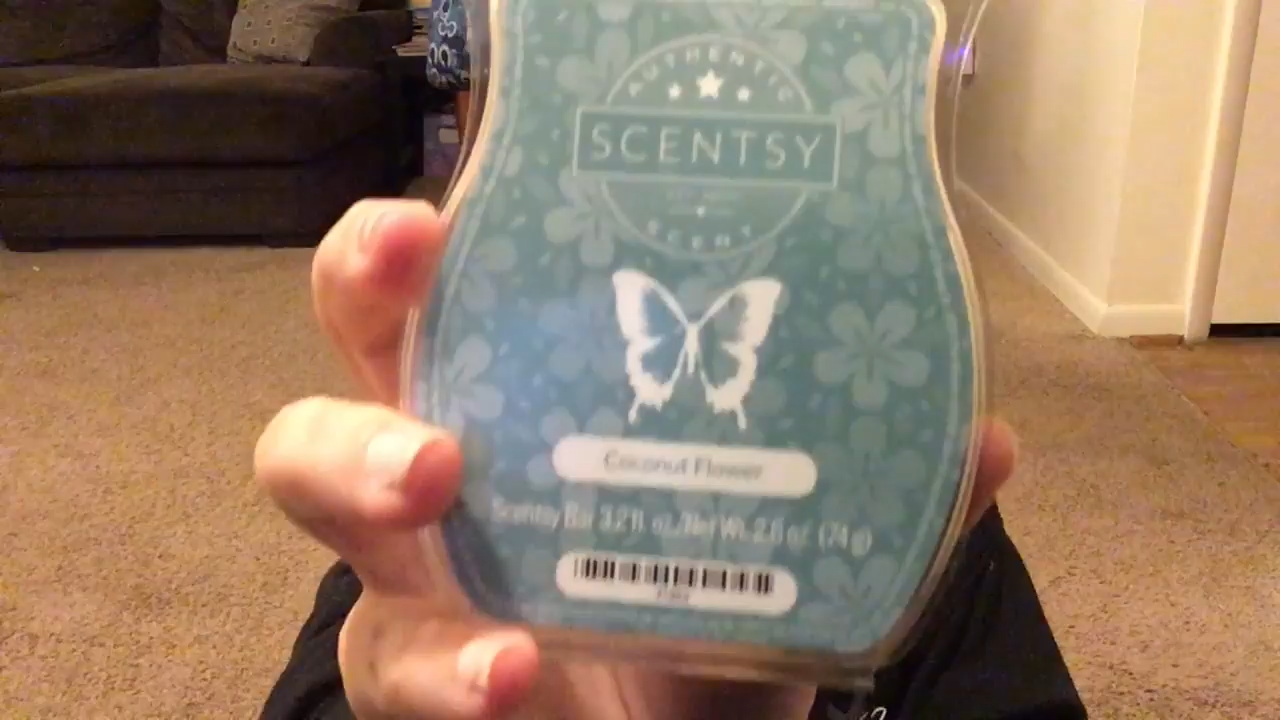 AUTHENTIC
SCENTSY
SCENT
Coconut Flower
Scentsy Bar 3.2 fl. oz./Net Wt. 2.6 oz. (74 g)